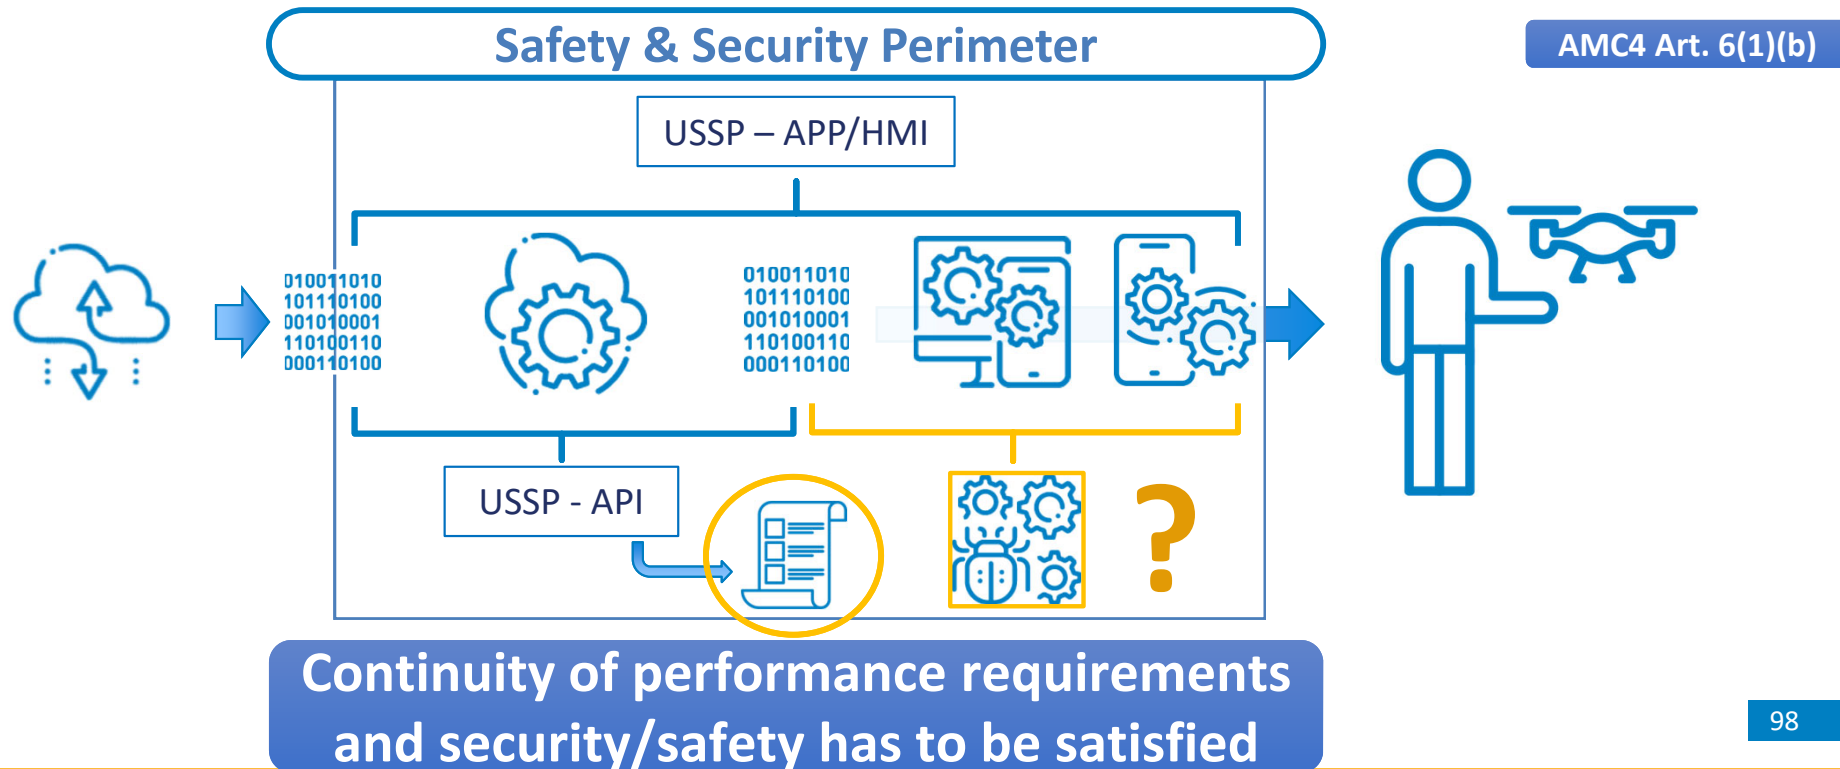 Safety & Security Perimeter
AMC4 Art. 6(1)(b)
USSP – APP/HMI
010011010
101110100
001010001
110100110
000110100
010011010
101110100
001010001
110100110
000110100
USSP - API
?
Continuity of performance requirements
and security/safety has to be satisfied
98